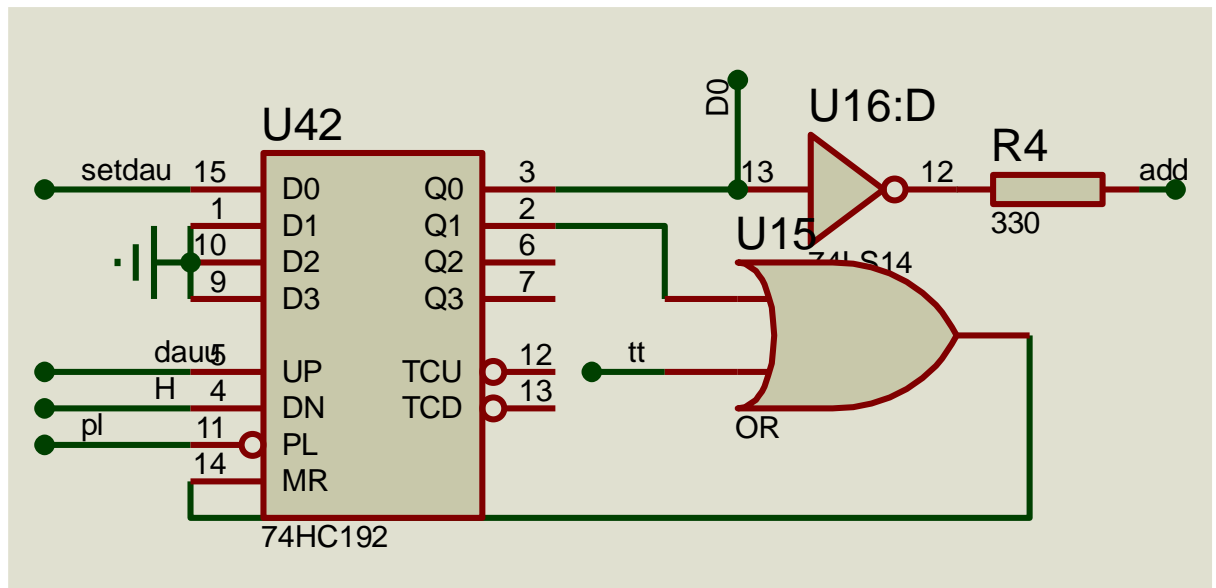 U42
setdau 15 D0 Q0 3
D0
13
U16:D
12
R4
add
330
74LS14
1 D1 Q1 2
10 D2 Q2 6
9 D3 Q3 7
U15
dauu 5 UP TCU 12
H 4 DN TCD 13
tt
pl 11 PL
14 MR
OR
74HC192